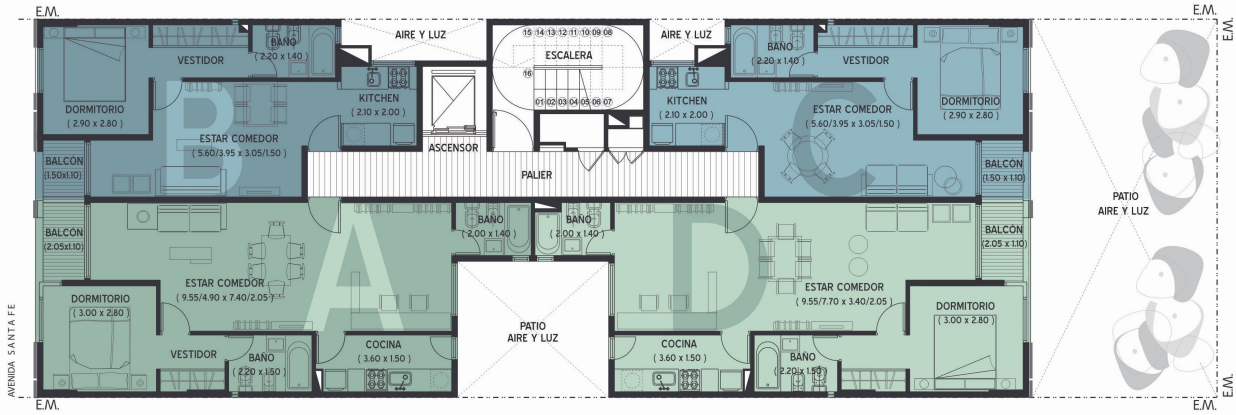 E.M.
E.M.
E.M.
AIRE Y LUZ
15 14 13 12 11 10 09 08
ESCALERA
16
01 02 03 04 05 06 07
AIRE Y LUZ
BAÑO
( 2.20 x 1.40 )
VESTIDOR
DORMITORIO
( 2.90 x 2.80 )
KITCHEN
( 2.10 x 2.00 )
B
ESTAR COMEDOR
( 5.60/3.95 x 3.05/1.50 )
BALCÓN
(1.50x1.10)
ASCENSOR
PALIER
KITCHEN
( 2.10 x 2.00 )
BAÑO
( 2.20 x 1.40 )
VESTIDOR
DORMITORIO
( 2.90 x 2.80 )
C
ESTAR COMEDOR
( 5.60/3.95 x 3.05/1.50 )
BALCÓN
(1.50 x 1.10)
PATIO
AIRE Y LUZ
BALCÓN
(2.05x1.10)
A
ESTAR COMEDOR
( 9.55/4.90 x 7.40/2.05 )
BAÑO
( 2.00 x 1.40 )
BAÑO
( 2.00 x 1.40 )
D
ESTAR COMEDOR
( 9.55/7.70 x 3.40/2.05 )
BALCÓN
(2.05 x 1.10)
DORMITORIO
( 3.00 x 2.80 )
VESTIDOR
BAÑO
( 2.20 x 1.50 )
COCINA
( 3.60 x 1.50 )
PATIO
AIRE Y LUZ
COCINA
( 3.60 x 1.50 )
BAÑO
( 2.20 x 1.50 )
DORMITORIO
( 3.00 x 2.80 )
AVENIDA SANTA FE
E.M.
E.M.
E.M.